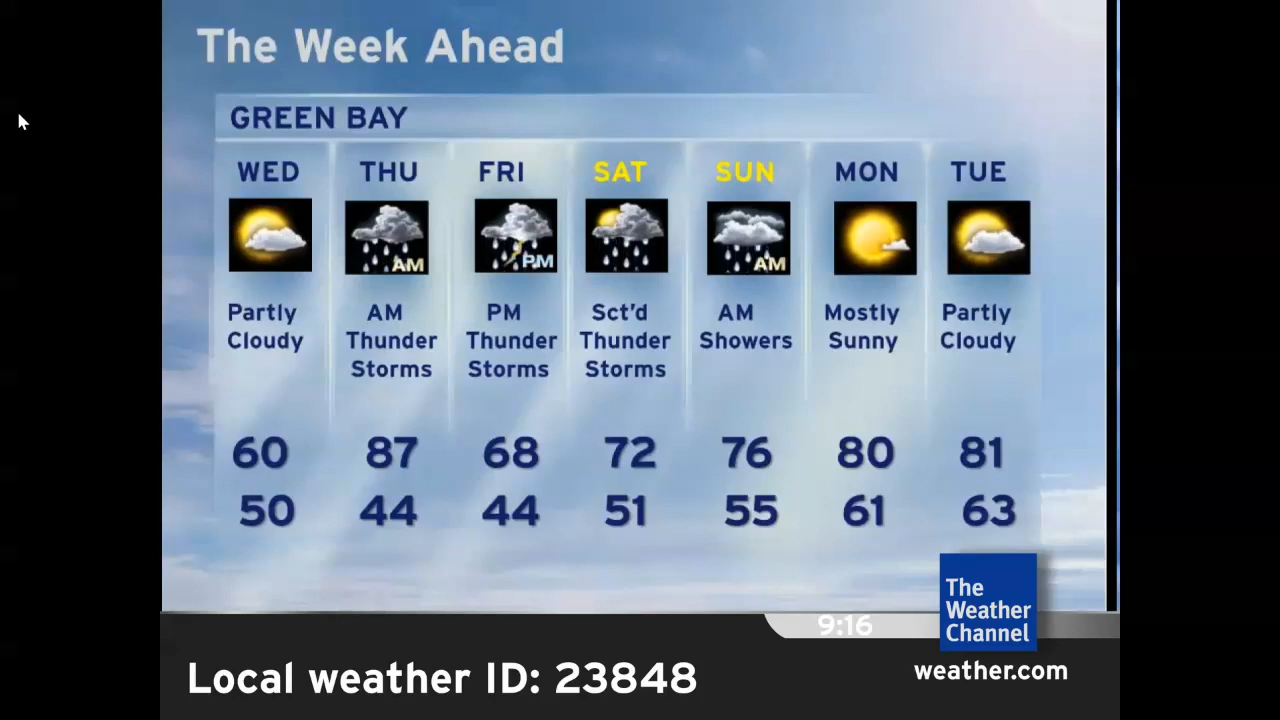 The Week Ahead
GREEN BAY
WED THU FRI SAT SUN MON TUE
AM PM AM
Partly AM PM Sct'd AM Mostly Partly
Cloudy Thunder Thunder Thunder Showers Sunny Cloudy
Storms Storms Storms
60 87 68 72 76 80 81
50 44 44 51 55 61 63
The
Weather
Channel
9:16
Local weather ID: 23848
weather.com